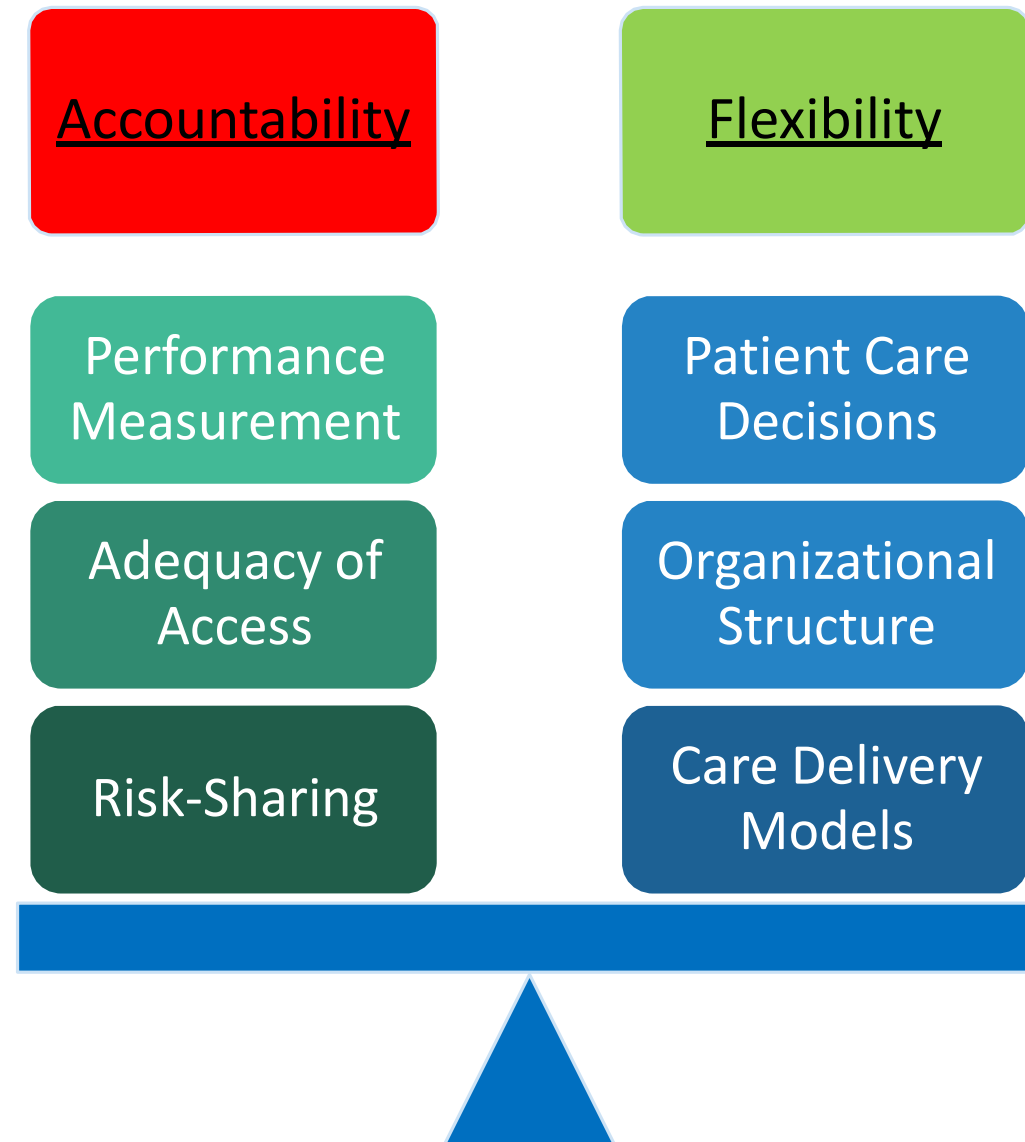 Accountability
Performance
Measurement
Adequacy of
Access
Risk-Sharing
Flexibility
Patient Care
Decisions
Organizational
Structure
Care Delivery
Models